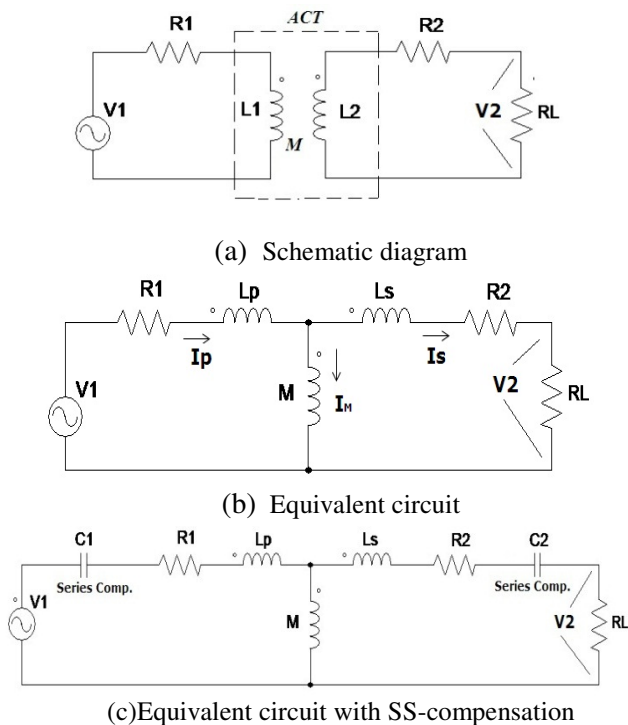 ACT
R1
R2
V1
L1
M
L2
V2
RL
(a) Schematic diagram
R1
Lp
Ls
R2
Ip
Is
V1
M
IM
V2
RL
(b) Equivalent circuit
C1
R1
Lp
Ls
R2
C2
Series Comp.
Series Comp.
V1
M
V2
RL
(c)Equivalent circuit with SS-compensation